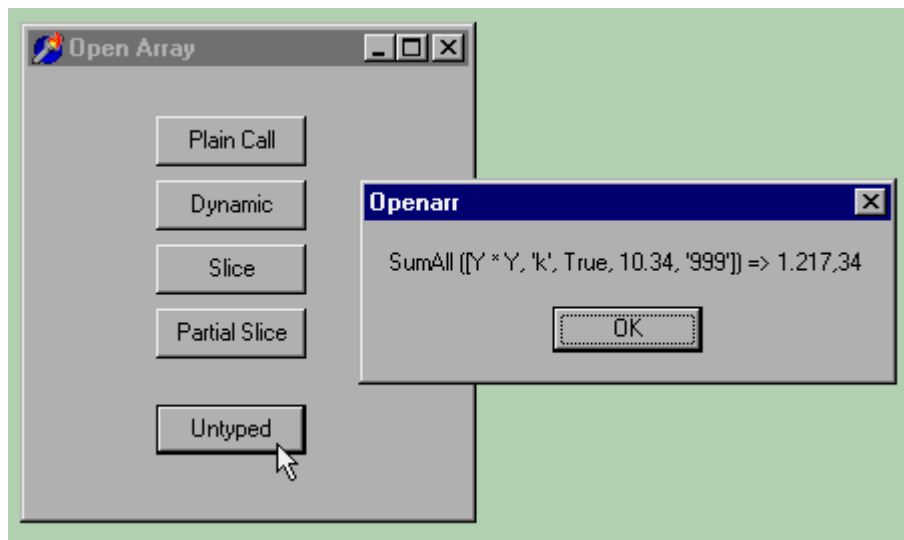 Open Array
Plain Call
Dynamic
Slice
Partial Slice
Untyped
Openarr
SumAll ([Y * Y, 'k', True, 10.34, '999']) => 1.217,34
OK